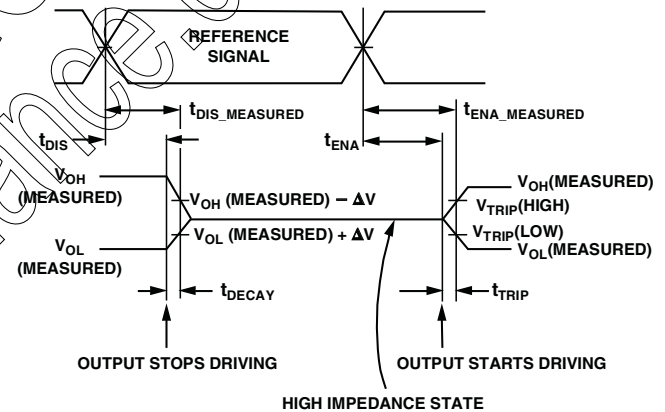 REFERENCE
SIGNAL
tDIS_MEASURED
tENA_MEASURED
tDIS
tENA
VOH
(MEASURED)
VOH (MEASURED) − ΔV
VOH(MEASURED)
VTRIP(HIGH)
VOL
(MEASURED)
VOL (MEASURED) + ΔV
VTRIP(LOW)
VOL(MEASURED)
tDECAY
tTRIP
OUTPUT STOPS DRIVING
OUTPUT STARTS DRIVING
HIGH IMPEDANCE STATE